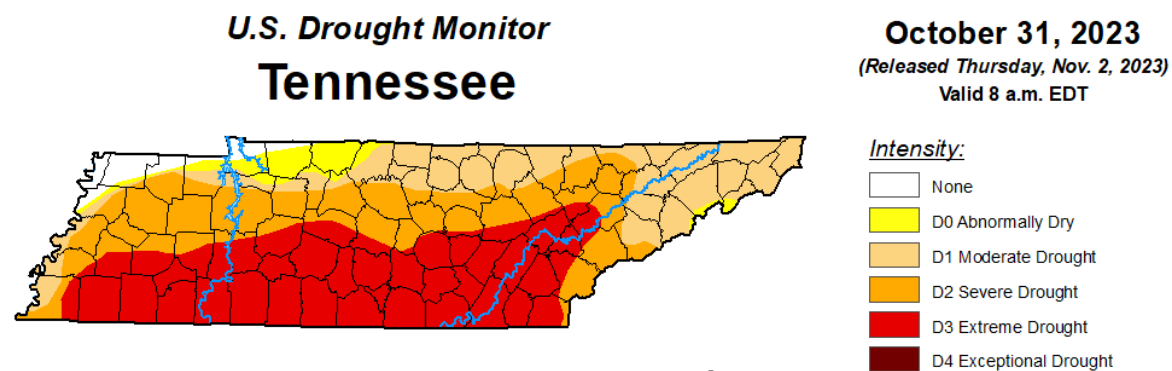 U.S. Drought Monitor
Tennessee
October 31, 2023
(Released Thursday, Nov. 2, 2023)
Valid 8 a.m. EDT
Intensity:
None
D0 Abnormally Dry
D1 Moderate Drought
D2 Severe Drought
D3 Extreme Drought
D4 Exceptional Drought